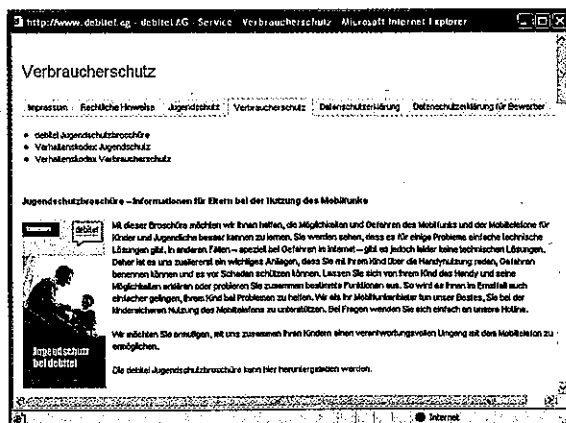 http://www.debitel.ag - debitel AG - Service - Verbraucherschutz - Microsoft Internet Explorer
Verbraucherschutz
Impressum Rechtliche Hinweise Jugendschutz Verbraucherschutz Datenschutzerklärung Datenschutzerklärung für Bewerber
debitel Jugendschutzbroschüre
Verhaltenskodex Jugendschutz
Verhaltenskodex Verbraucherschutz
Jugendschutzbroschüre – Informationen für Eltern bei der Nutzung des Mobilfunks
debitel
Mit dieser Broschüre möchten wir Ihnen helfen, die Möglichkeiten und Gefahren des Mobilfunks und der Mobiltelefone für
Kinder und Jugendliche besser kennen zu lernen. Sie werden sehen, dass es für einige Probleme einfache technische
Lösungen gibt. In anderen Fällen – speziell bei Gefahren im Internet – gibt es jedoch leider keine technischen Lösungen.
Daher ist es uns zuallererst ein wichtiges Anliegen, dass Sie mit Ihrem Kind über die Handynutzung reden, Gefahren
benennen können und es vor Schaden schützen können. Lassen Sie sich von Ihrem Kind das Handy und seine
Möglichkeiten erklären oder probieren Sie zusammen bestimmte Funktionen aus. So wird es Ihnen im Ernstfall auch
einfacher gelingen, Ihrem Kind bei Problemen zu helfen. Wir als Ihr Mobilfunkanbieter tun unser Bestes, Sie bei der
kindersicheren Nutzung des Mobiltelefons zu unterstützen. Bei Fragen wenden Sie sich einfach an unsere Hotline.
Wir möchten Sie ermutigen, mit uns zusammen Ihren Kindern einen verantwortungsvollen Umgang mit dem Mobiltelefon zu
ermöglichen.
Jugendschutz
bei debitel
Die debitel Jugendschutzbroschüre kann hier heruntergeladen werden.
Internet